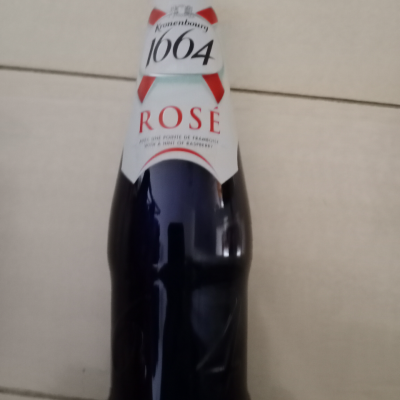 Kronenbourg
1664
ROSÉ
AVEC UNE POINTE DE FRAMBOISE
WITH A HINT OF RASPBERRY